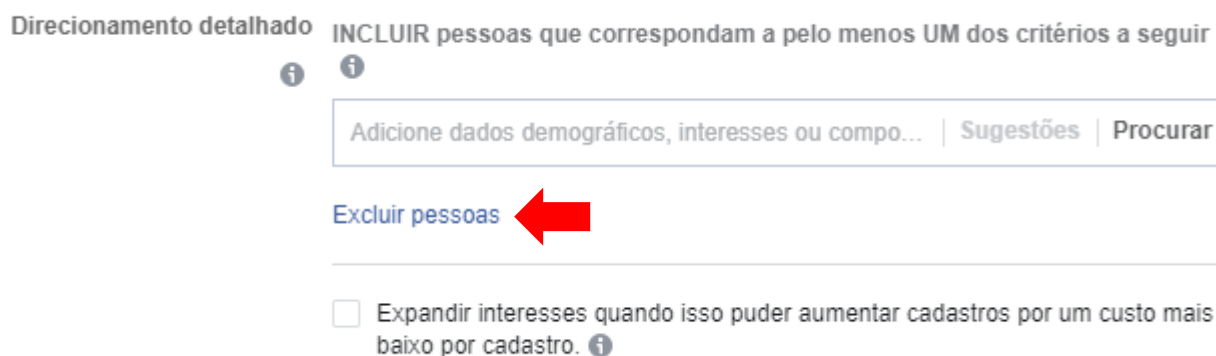 Direcionamento detalhado
INCLUIR pessoas que correspondam a pelo menos UM dos critérios a seguir
Adicione dados demográficos, interesses ou compo... | Sugestões | Procurar
Excluir pessoas
Expandir interesses quando isso puder aumentar cadastros por um custo mais
baixo por cadastro.